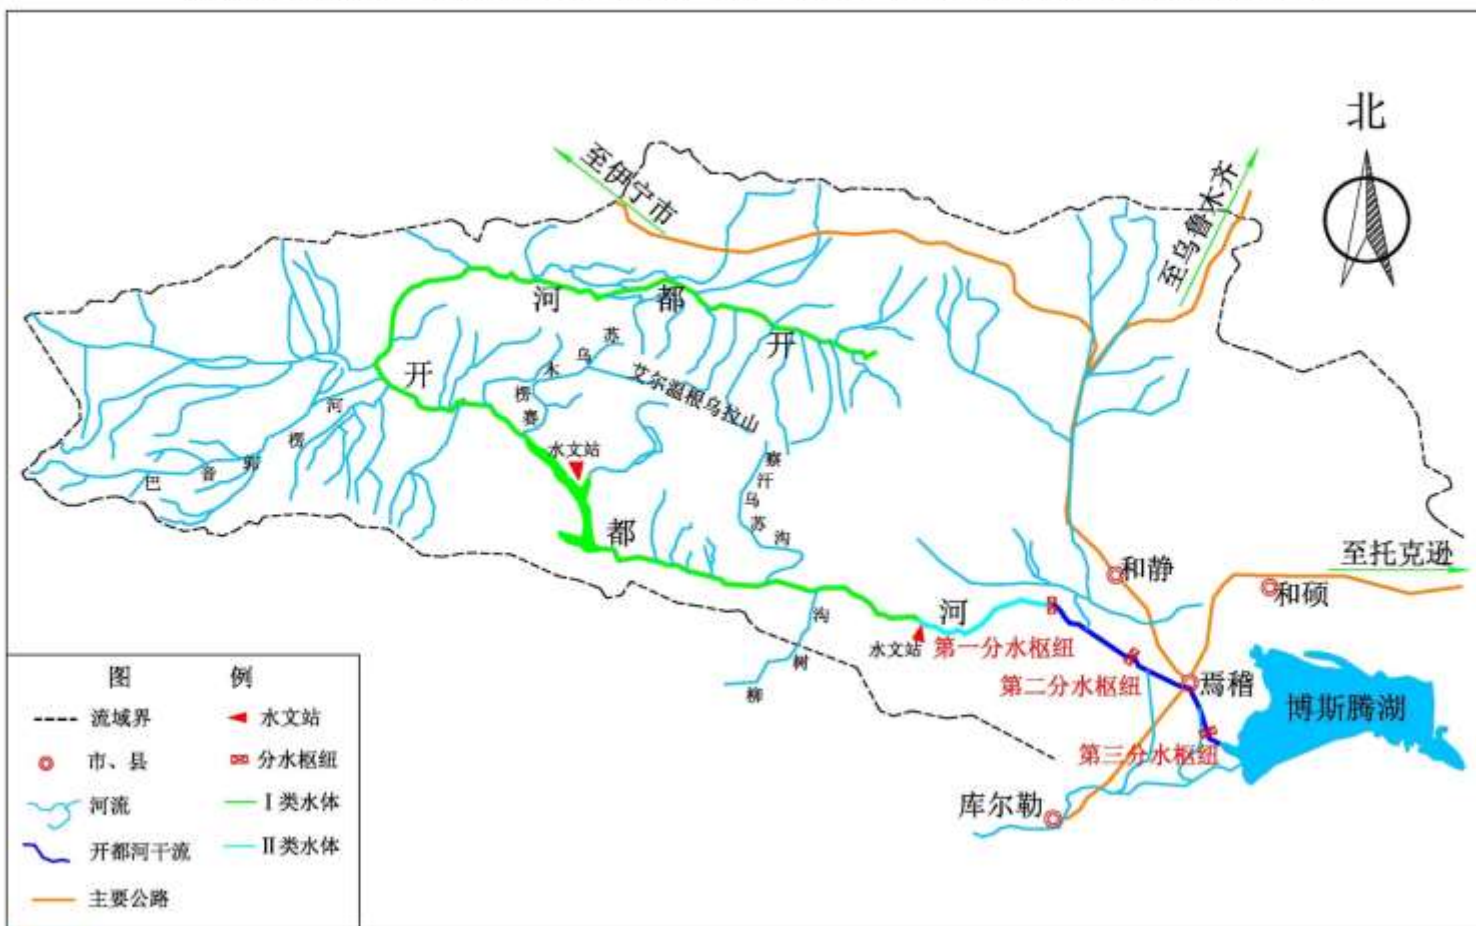 北
至伊宁市
至乌鲁木齐
河 都 开
开
苏
乌
木
楞
赛
艾尔温根乌拉山
水文站
巴音郭楞河
察汗乌苏沟
都
至托克逊
和静
和硕
河
水文站
第一分水枢纽
第二分水枢纽
焉稽
博斯腾湖
第三分水枢纽
库尔勒
沟
树
柳
图 例
流域界
水文站
市、县
分水枢纽
河流
I类水体
开都河干流
II类水体
主要公路